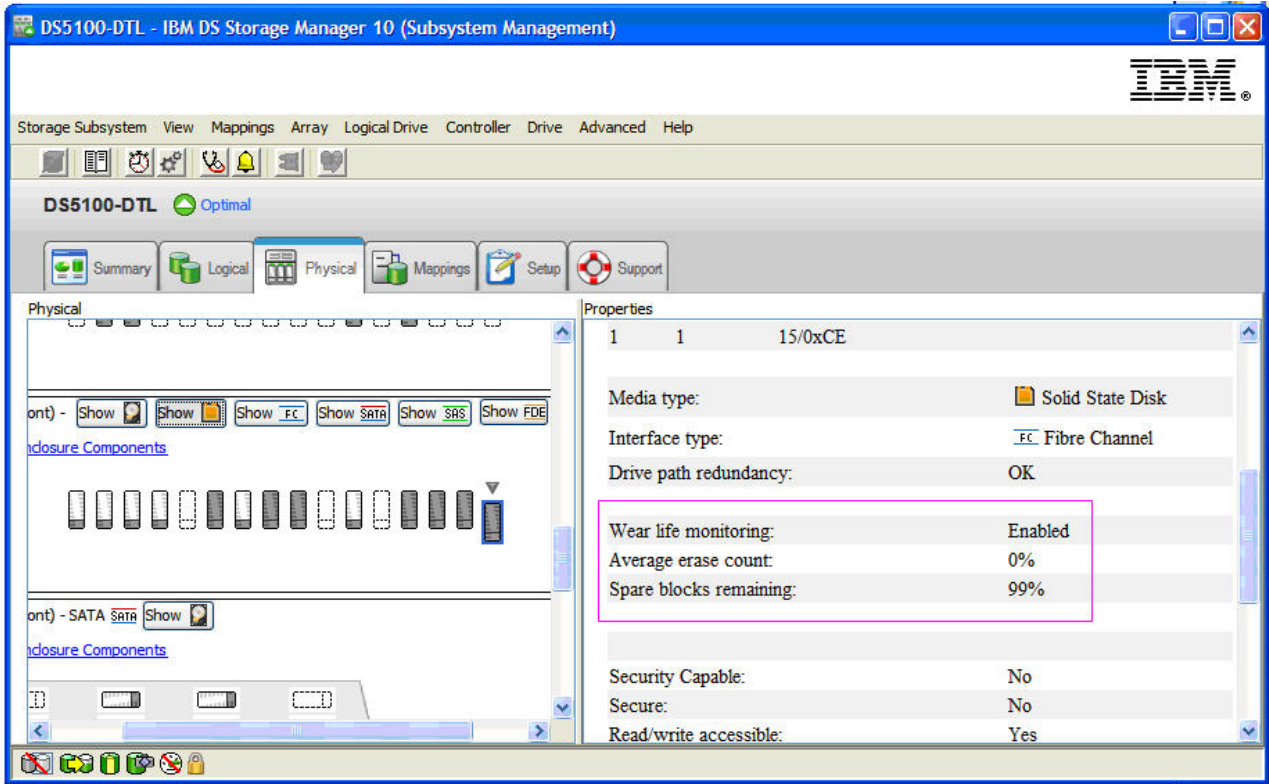 DS5100-DTL - IBM DS Storage Manager 10 (Subsystem Management)
IBM®
Storage Subsystem View Mappings Array Logical Drive Controller Drive Advanced Help
DS5100-DTL Optimal
Summary Logical Physical Mappings Setup Support
Physical
ont) - Show Show Show FC Show SATA Show SAS Show FDE
nclosure Components
ont) - SATA SATA Show
nclosure Components
Properties
1 1 15/0xCE
Media type: Solid State Disk
Interface type: FC Fibre Channel
Drive path redundancy: OK
Wear life monitoring: Enabled
Average erase count: 0%
Spare blocks remaining: 99%
Security Capable: No
Secure: No
Read/write accessible: Yes